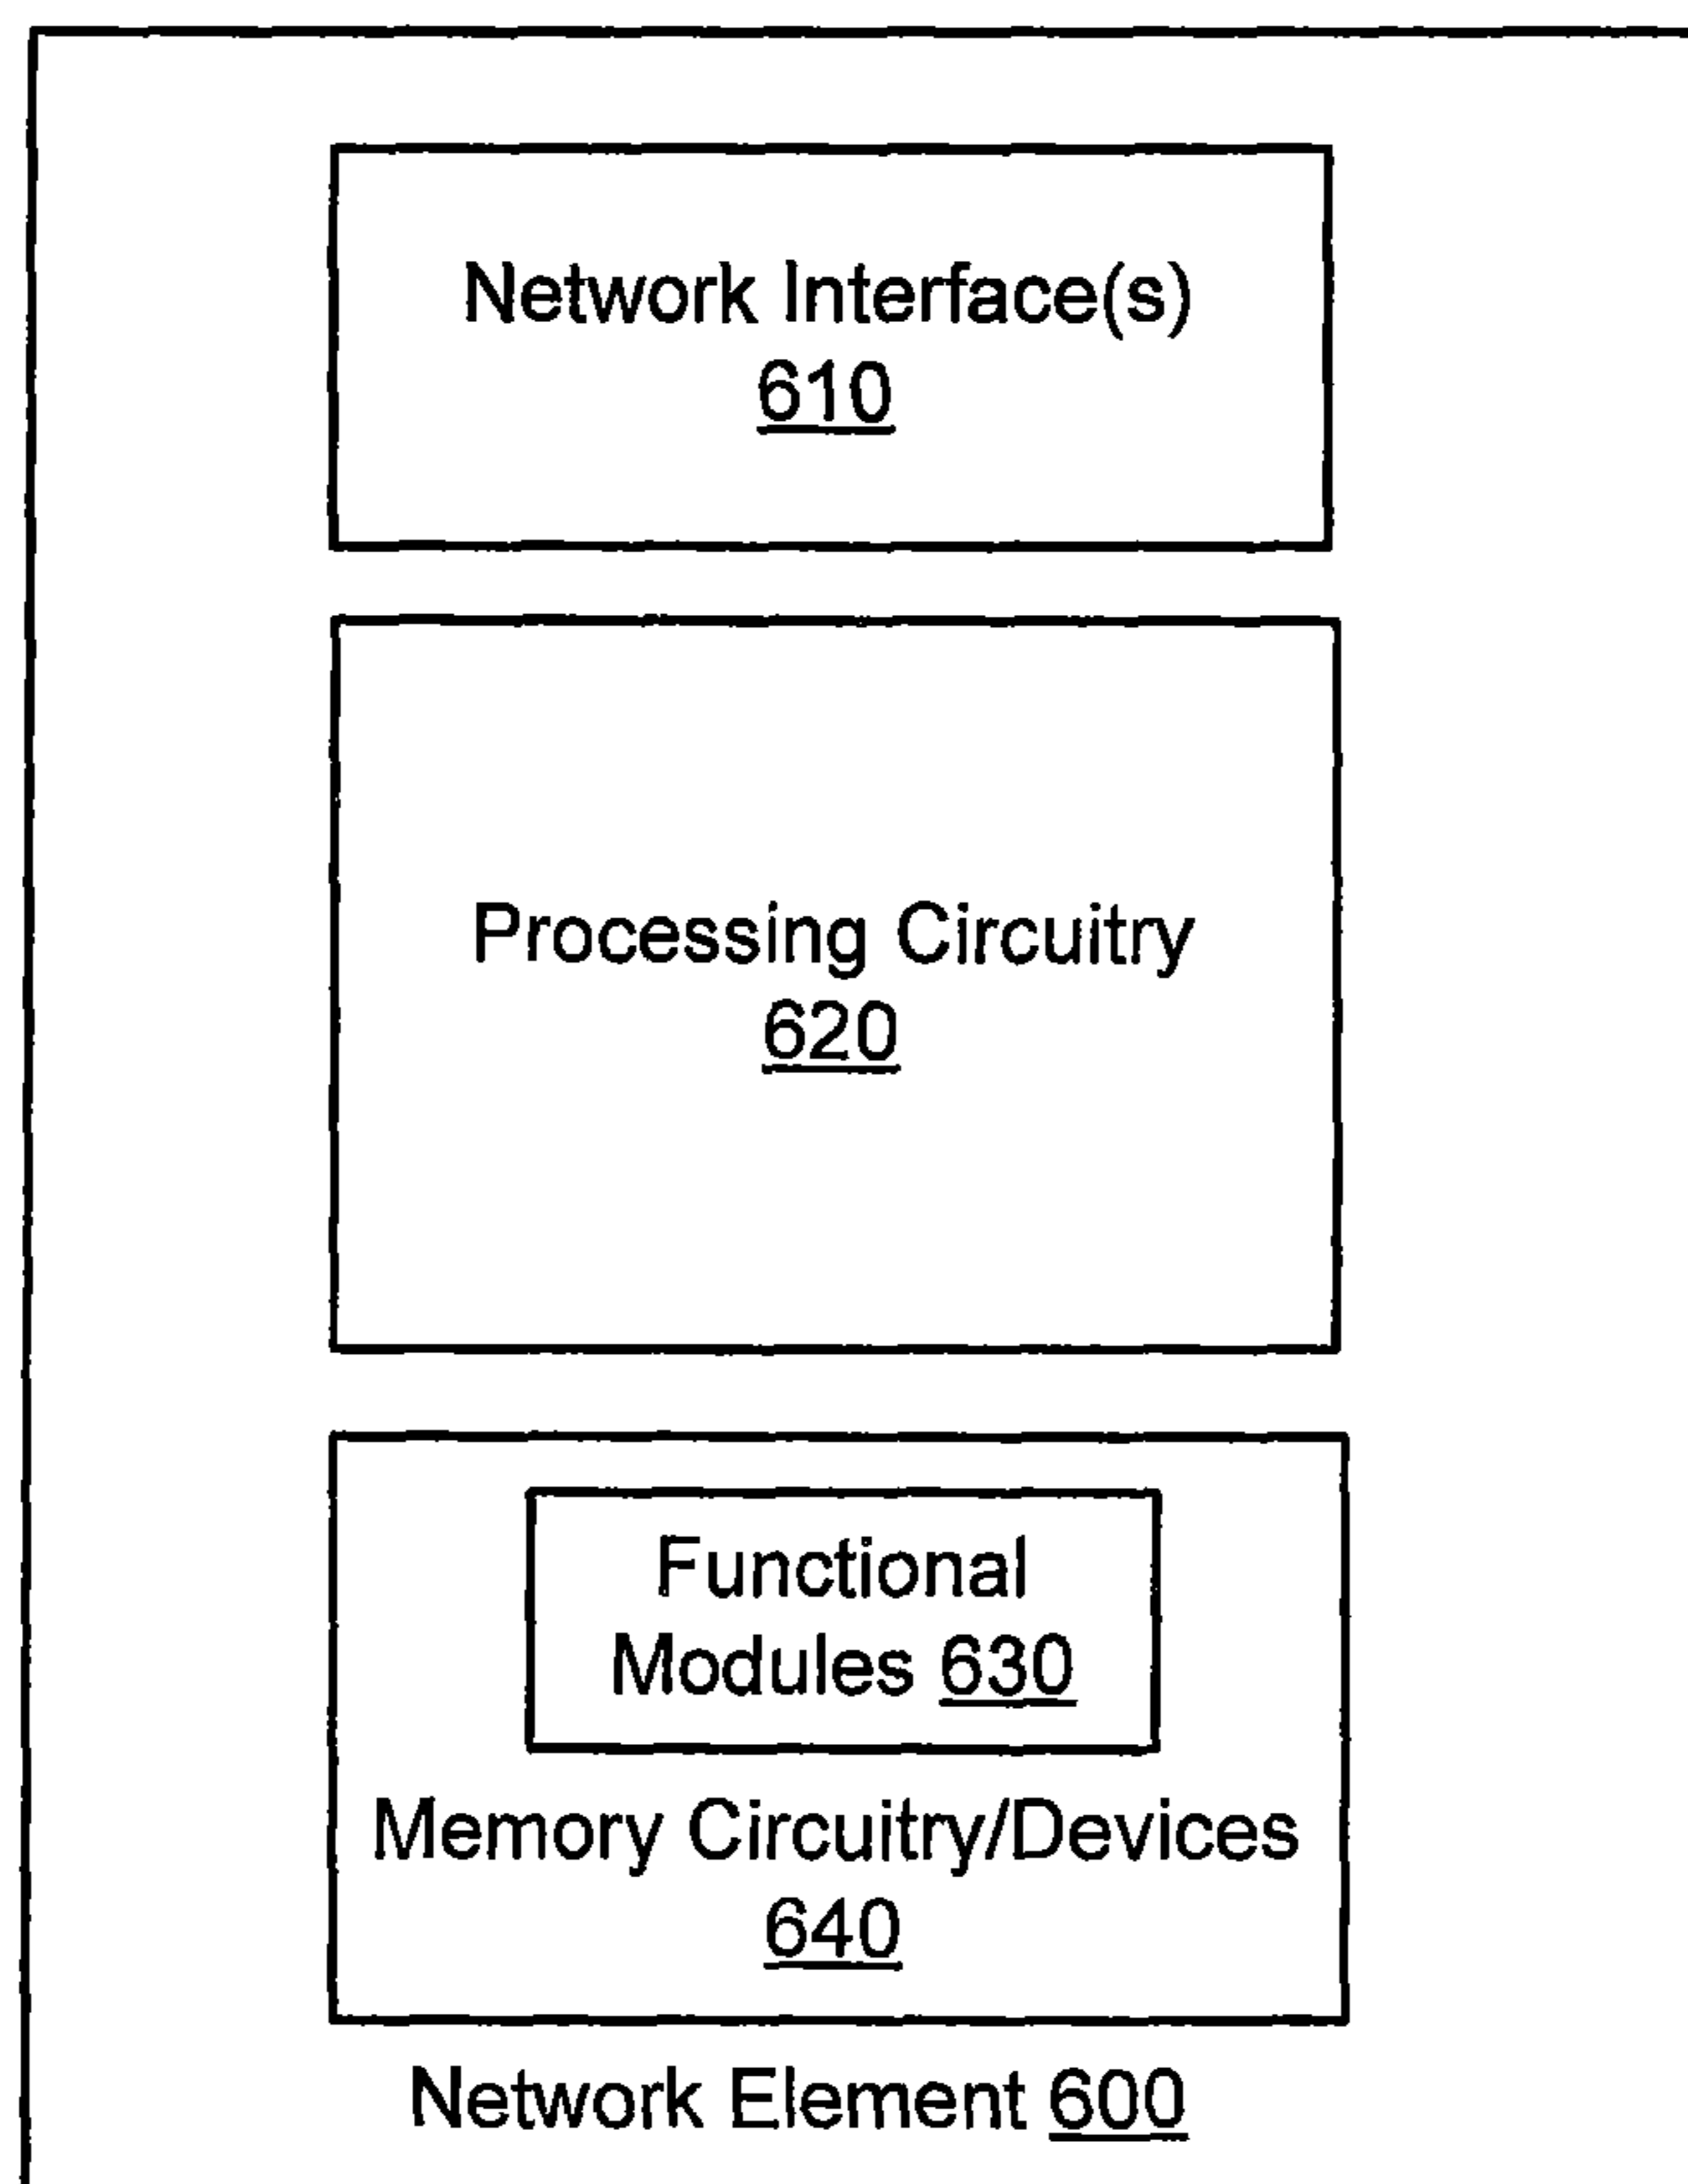 Network Interface(s)
610
Processing Circuitry
620
Functional
Modules 630
Memory Circuitry/Devices
640
Network Element 600